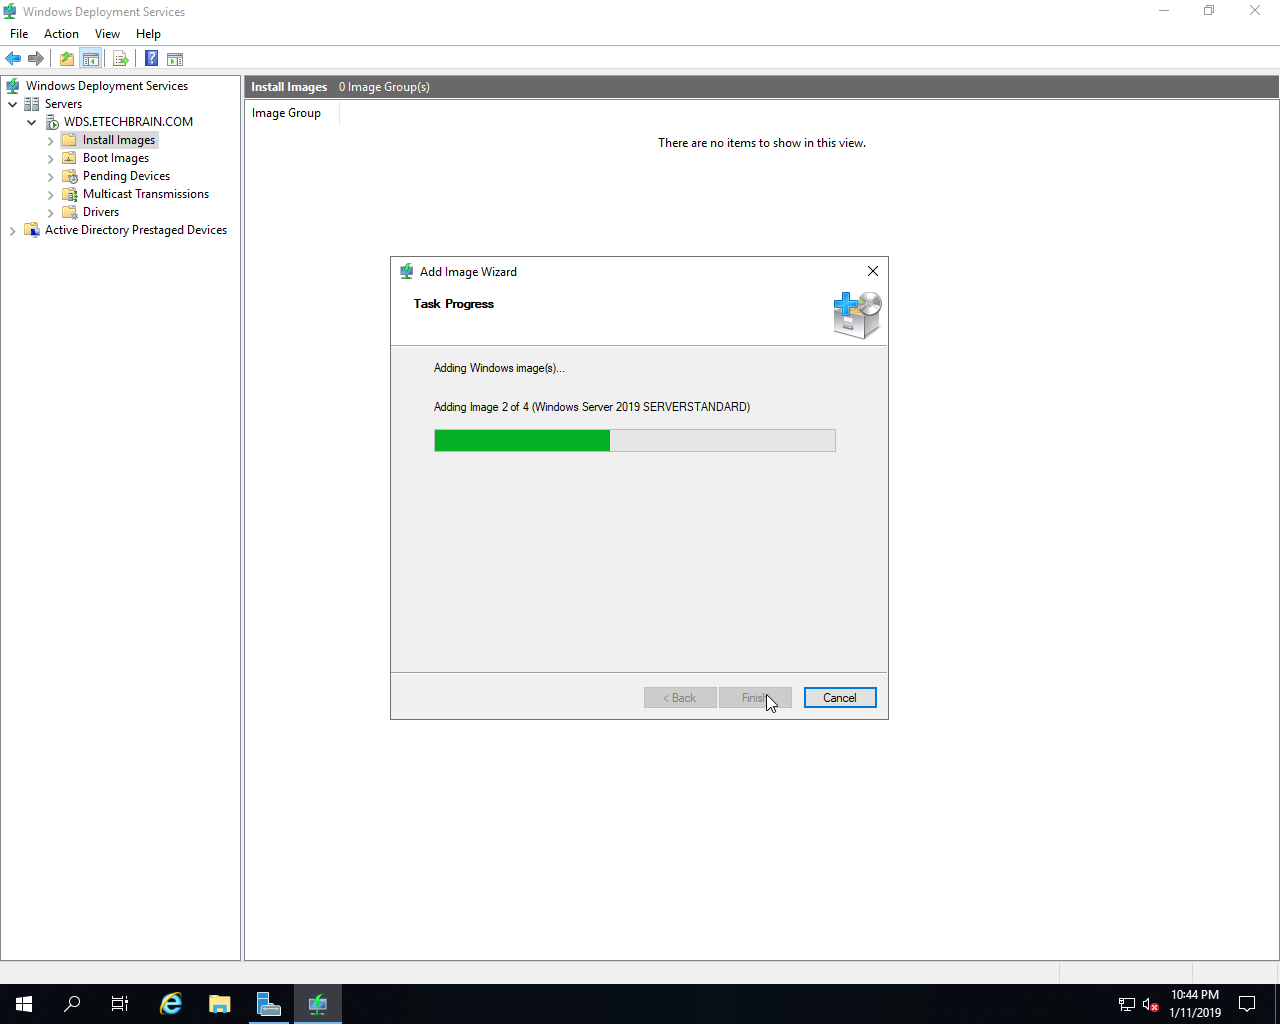 Windows Deployment Services
File Action View Help
Windows Deployment Services
Servers
WDS.ETECHBRAIN.COM
Install Images
Boot Images
Pending Devices
Multicast Transmissions
Drivers
Active Directory Prestaged Devices
Install Images 0 Image Group(s)
Image Group
There are no items to show in this view.
Add Image Wizard
Task Progress
Adding Windows image(s)...
Adding Image 2 of 4 (Windows Server 2019 SERVERSTANDARD)
< Back Finish Cancel
10:44 PM
1/11/2019